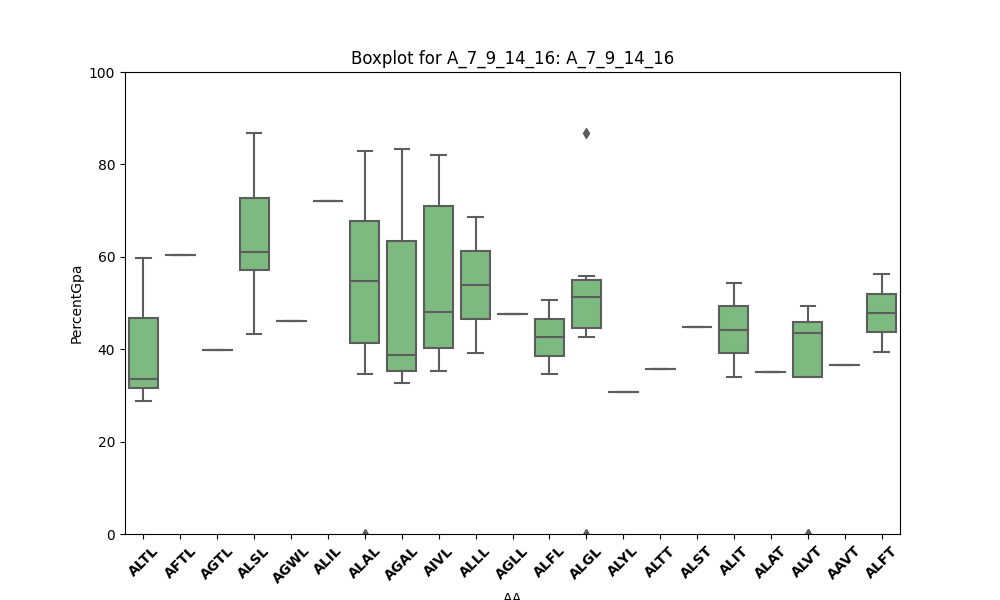 Boxplot for A_7_9_14_16: A_7_9_14_16
100
80
60
40
20
0
PercentGpa
ALTL AFTL AGTL ALSL AGWL ALIL ALAL AGAL AIVL ALLL AGLL ALFL ALGL ALYL ALTT ALST ALIT ALAT ALVT AAVT ALFT
AA